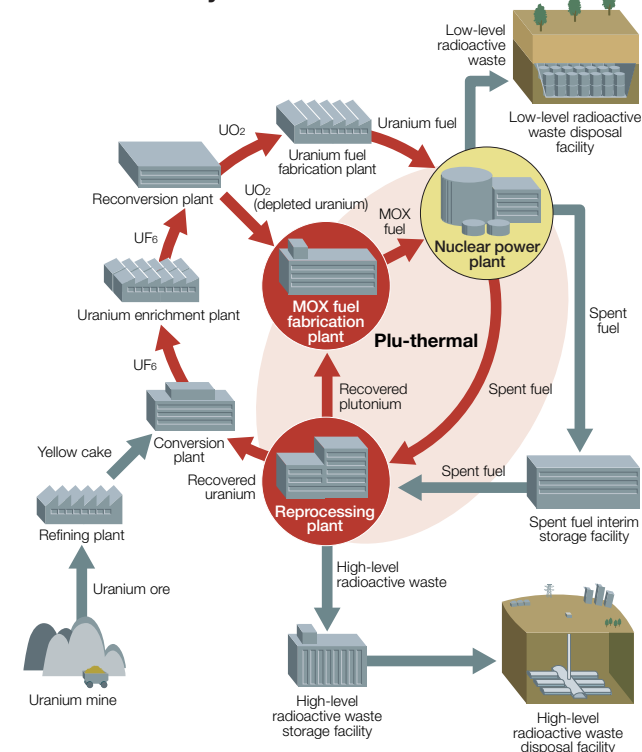 Low-level
radioactive
waste
Low-level radioactive
waste disposal
facility
UO2
Uranium fuel
Uranium fuel
fabrication plant
Reconversion plant
UO2
(depleted uranium)
MOX
fuel
Nuclear power
plant
UF6
MOX fuel
fabrication
plant
Uranium enrichment plant
Plu-thermal
Spent
fuel
UF6
Recovered
plutonium
Spent fuel
Yellow cake
Conversion
plant
Recovered
uranium
Spent fuel
Reprocessing
plant
Refining plant
Spent fuel interim
storage facility
High-level
radioactive waste
Uranium ore
Uranium mine
High-level
radioactive waste
storage facility
High-level
radioactive waste
disposal facility